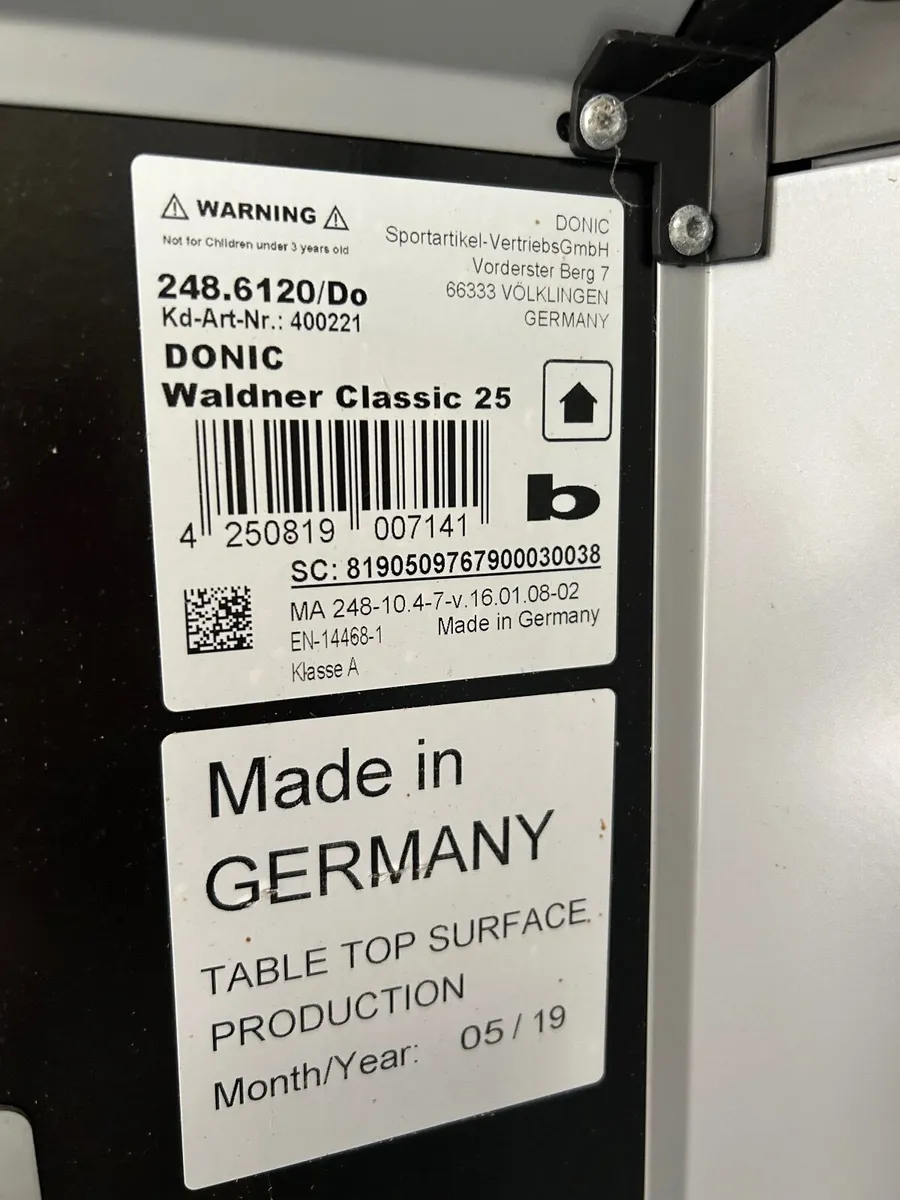 WARNING
Not for Children under 3 years old
DONIC
Sportartikel-VertriebsGmbH
Vorderster Berg 7
66333 VÖLKLINGEN
GERMANY
248.6120/Do
Kd-Art-Nr.: 400221
DONIC
Waldner Classic 25
b
4 250819 007141
SC: 8190509767900030038
MA 248-10.4-7-v.16.01.08-02
EN-14468-1
Made in Germany
Klasse A
Made in
GERMANY
TABLE TOP SURFACE
PRODUCTION
Month/Year: 05 / 19